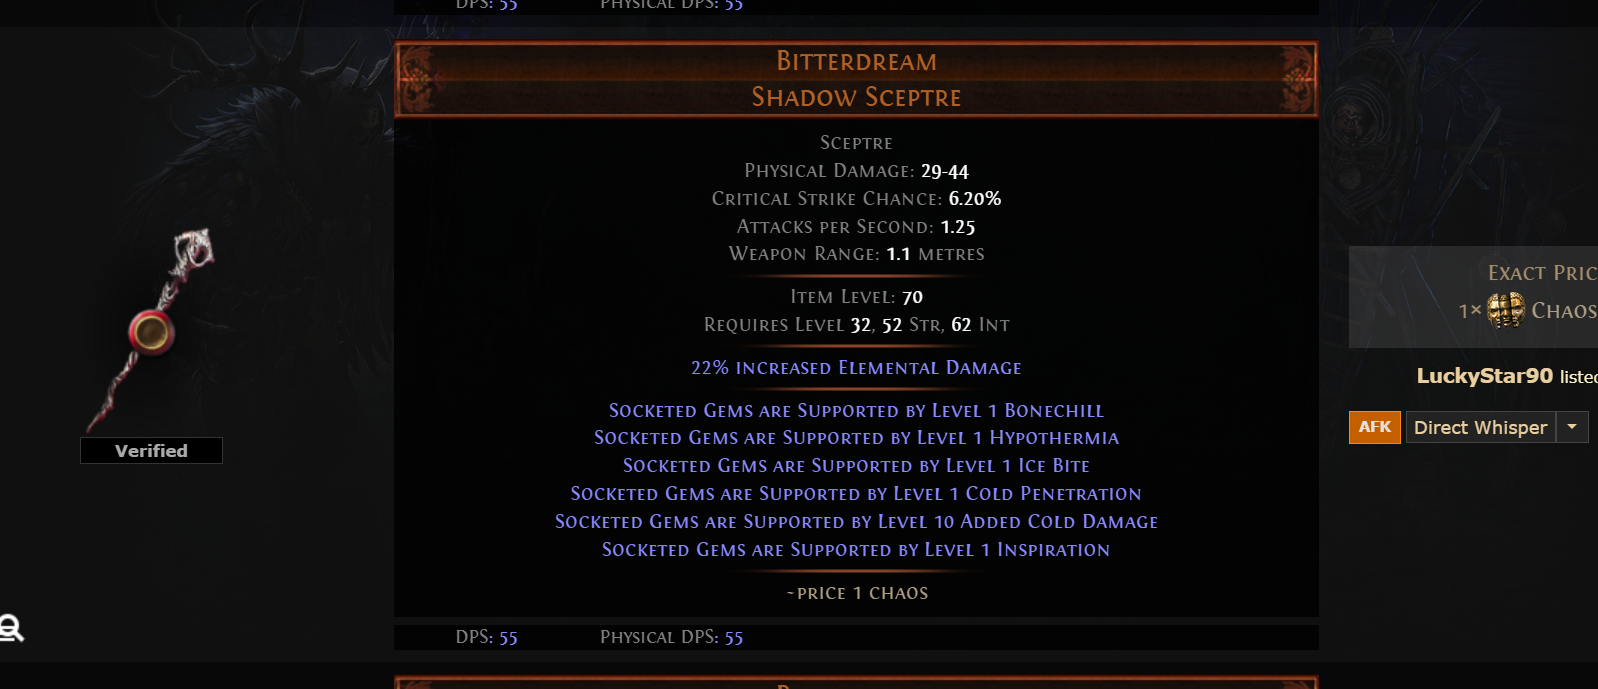 DPS: 55 Physical DPS: 55
Bitterdream
Shadow Sceptre
Sceptre
Physical Damage: 29-44
Critical Strike Chance: 6.20%
Attacks per Second: 1.25
Weapon Range: 1.1 metres
Item Level: 70
Requires Level 32, 52 Str, 62 Int
22% increased Elemental Damage
Socketed Gems are Supported by Level 1 Bonechill
Socketed Gems are Supported by Level 1 Hypothermia
Socketed Gems are Supported by Level 1 Ice Bite
Socketed Gems are Supported by Level 1 Cold Penetration
Socketed Gems are Supported by Level 10 Added Cold Damage
Socketed Gems are Supported by Level 1 Inspiration
~price 1 chaos
DPS: 55 Physical DPS: 55
Verified
Exact Pric
1× Chaos
LuckyStar90 listed
AFK Direct Whisper